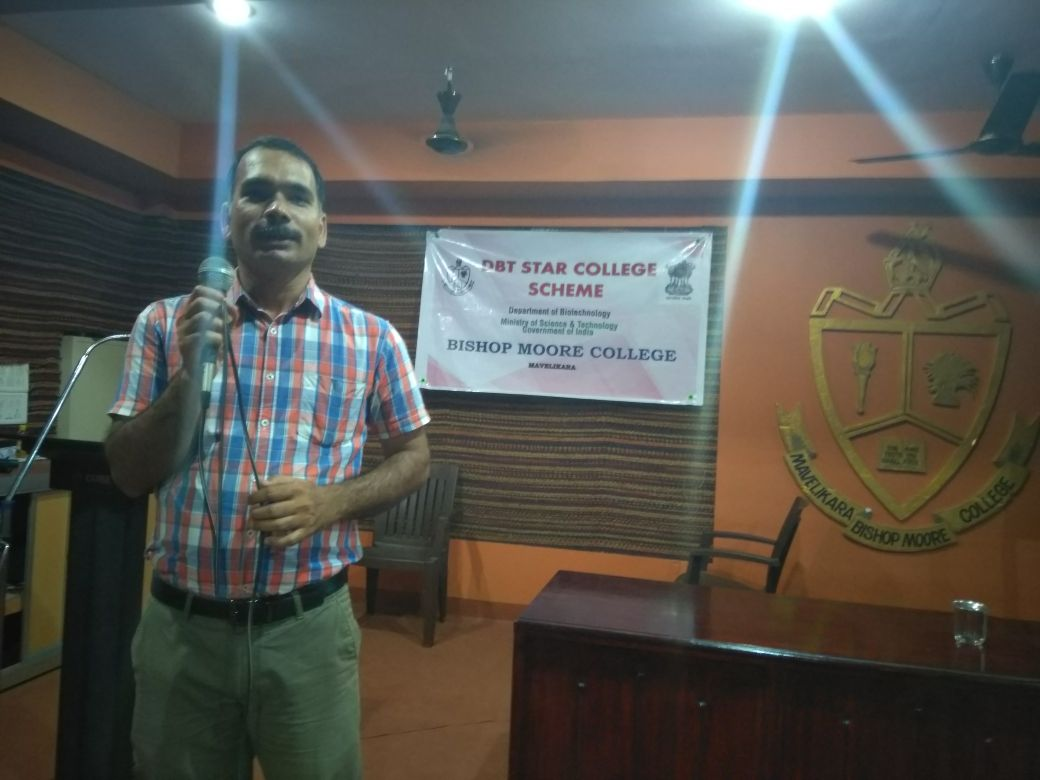 DBT STAR COLLEGE
SCHEME
Department of Biotechnology
Ministry of Science & Technology
Government of India
BISHOP MOORE COLLEGE
MAVELIKARA
MAVELIKARA
BISHOP MOORE
COLLEGE